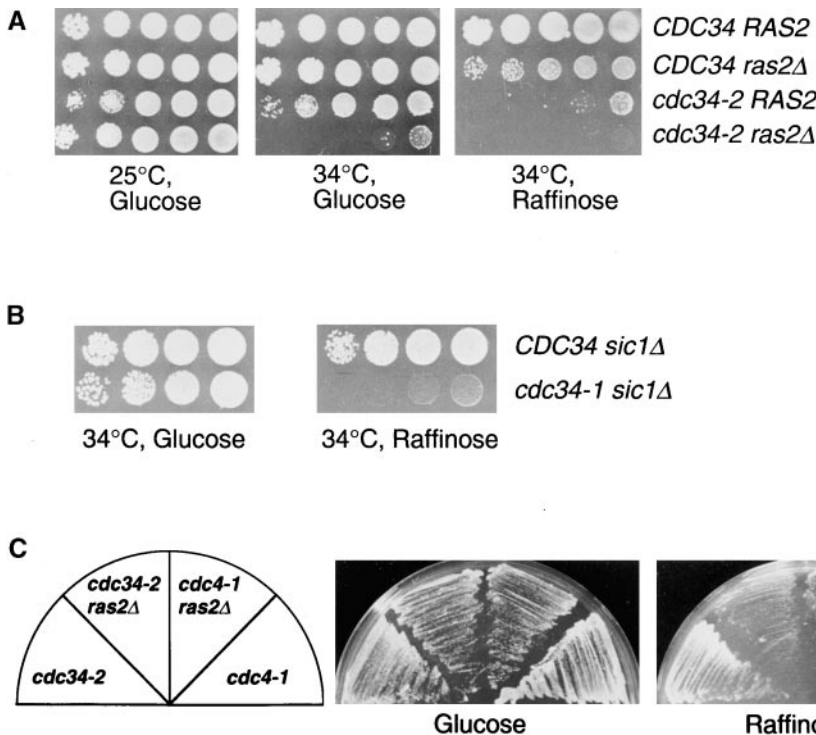 A
CDC34 RAS2
CDC34 ras2Δ
cdc34-2 RAS2
cdc34-2 ras2Δ
25°C,
Glucose
34°C,
Glucose
34°C,
Raffinose
B
CDC34 sic1Δ
cdc34-1 sic1Δ
34°C, Glucose
34°C, Raffinose
C
cdc34-2
ras2Δ
cdc4-1
ras2Δ
cdc34-2
cdc4-1
Glucose